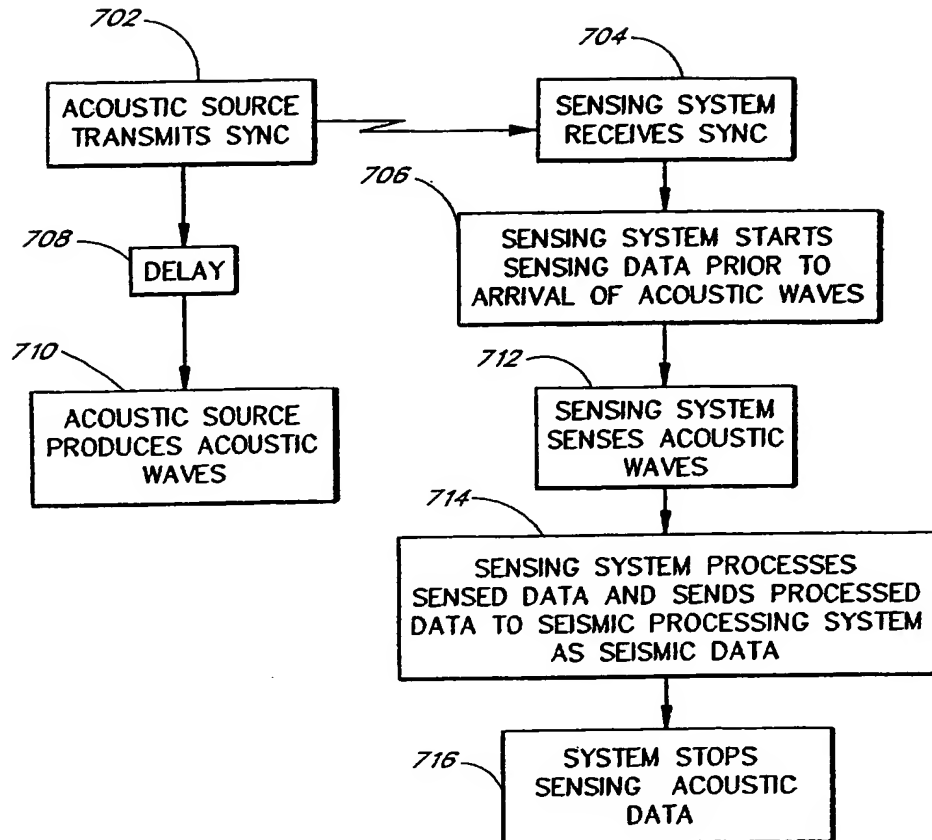 702
ACOUSTIC SOURCE
TRANSMITS SYNC
704
SENSING SYSTEM
RECEIVES SYNC
706
SENSING SYSTEM STARTS
SENSING DATA PRIOR TO
ARRIVAL OF ACOUSTIC WAVES
708
DELAY
710
ACOUSTIC SOURCE
PRODUCES ACOUSTIC
WAVES
712
SENSING SYSTEM
SENSES ACOUSTIC
WAVES
714
SENSING SYSTEM PROCESSES
SENSED DATA AND SENDS PROCESSED
DATA TO SEISMIC PROCESSING SYSTEM
AS SEISMIC DATA
716
SYSTEM STOPS
SENSING ACOUSTIC
DATA